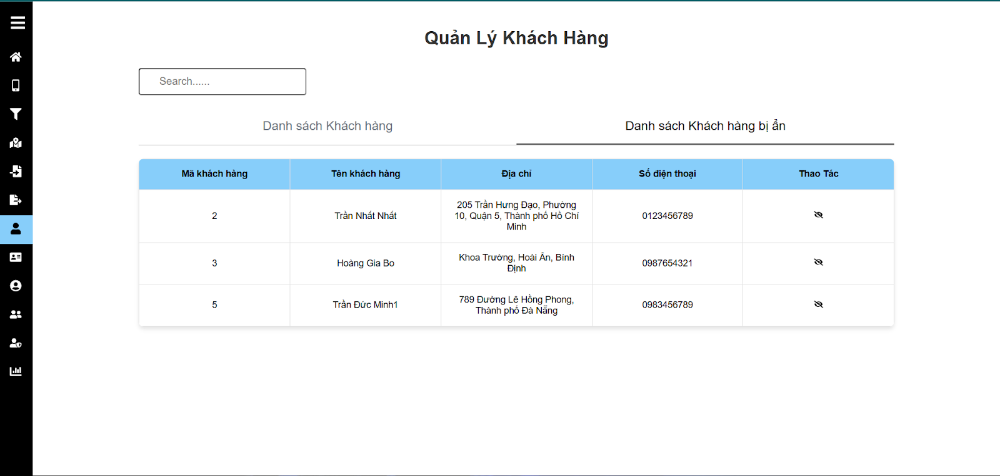 Quản Lý Khách Hàng
Search......
Danh sách Khách hàng
Danh sách Khách hàng bị ẩn
Mã khách hàng
Tên khách hàng
Địa chỉ
Số điện thoại
Thao Tác
2
Trần Nhất Nhất
205 Trần Hưng Đạo, Phường
10, Quận 5, Thành phố Hồ Chí
Minh
0123456789
3
Hoàng Gia Bo
Khoa Trường, Hoài Ân, Bình
Định
0987654321
5
Trần Đức Minh1
789 Đường Lê Hồng Phong,
Thành phố Đà Nẵng
0983456789